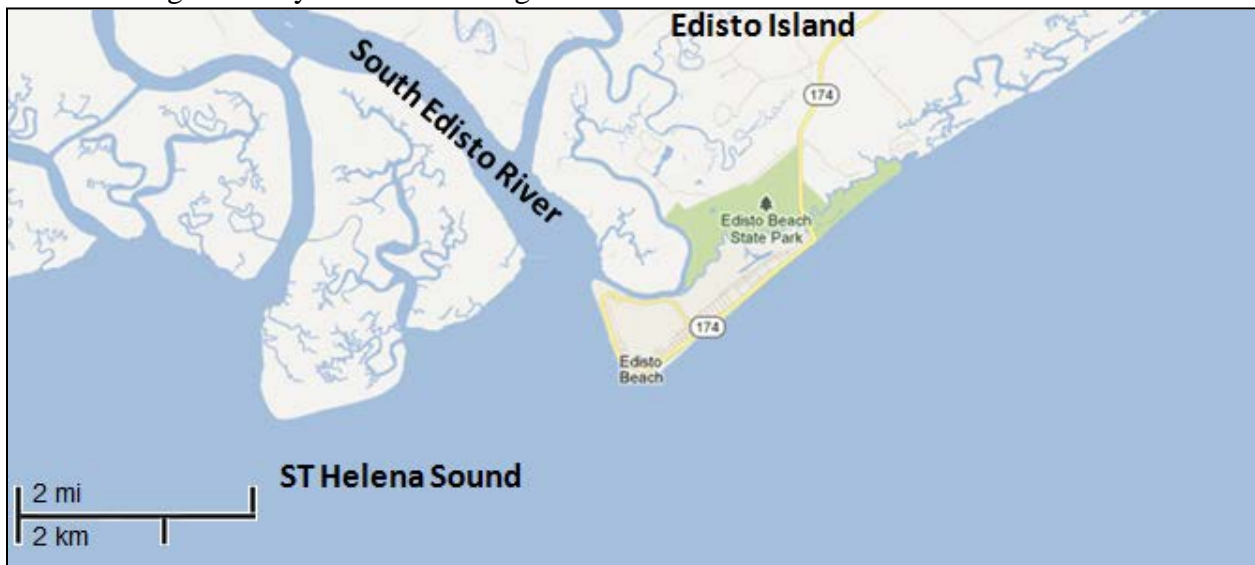 Edisto Island
South Edisto River
174
Edisto Beach
State Park
174
Edisto
Beach
ST Helena Sound
2 mi
2 km